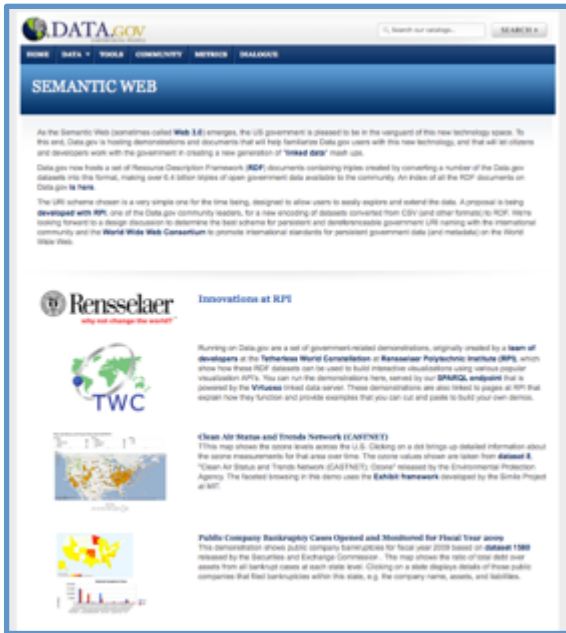 DATA.GOV
Search our catalogs...
SEARCH
HOME DATA TOOLS COMMUNITY METRICS DIALOGUE
SEMANTIC WEB
As the Semantic Web (sometimes called Web 3.0) emerges, the US government is pleased to be in the vanguard of this new technology space. To
this end, Data.gov is hosting demonstrations and documents that will help familiarize Data.gov users with this new technology, and that will let citizens
and developers work with the government in creating a new generation of "linked data" mash ups.
Data.gov now hosts a set of Resource Description Framework (RDF) documents containing triples created by converting a number of the Data.gov
datasets into this format, making over 6.4 billion triples of open government data available to the community. An index of all the RDF documents on
Data.gov is here.
The URI scheme chosen is a very simple one for the time being, designed to allow users to easily explore and extend the data. A proposal is being
developed with RPI, one of the Data.gov community leaders, for a new encoding of datasets converted from CSV (and other formats) to RDF. We're
looking forward to a design discussion to determine the best scheme for persistent and dereferenceable government URI naming with the international
community and the World Wide Web Consortium to promote international standards for persistent government data (and metadata) on the World
Wide Web.
Rensselaer
why not change the world?
Innovations at RPI
TWC
Running on Data.gov are a set of government-related demonstrations, originally created by a team of
developers at the Tetherless World Constellation at Rensselaer Polytechnic Institute (RPI), which
show how these RDF datasets can be used to build interactive visualizations using various popular
visualization API's. You can run the demonstrations here, served by our SPARQL endpoint that is
powered by the Virtuoso linked data server. These demonstrations are also linked to pages at RPI that
explain how they function and provide examples that you can cut and paste to build your own demos.
Clean Air Status and Trends Network (CASTNET)
TThis map shows the ozone levels across the U.S. Clicking on a dot brings up detailed information about
the ozone measurements for that area over time. The ozone values shown are taken from dataset 8,
"Clean Air Status and Trends Network (CASTNET): Ozone" released by the Environmental Protection
Agency. The faceted browsing in this demo uses the Exhibit framework developed by the Simile Project
at MIT.
Public Company Bankruptcy Cases Opened and Monitored for Fiscal Year 2009
This demonstration shows public company bankruptcies for fiscal year 2009 based on dataset 1580
released by the Securities and Exchange Commission . The map shows the ratio of total debt over
assets from all bankrupt cases at each state level. Clicking on a state displays details of those public
companies that filed bankruptcies within this state, e.g. the company name, assets, and liabilities.